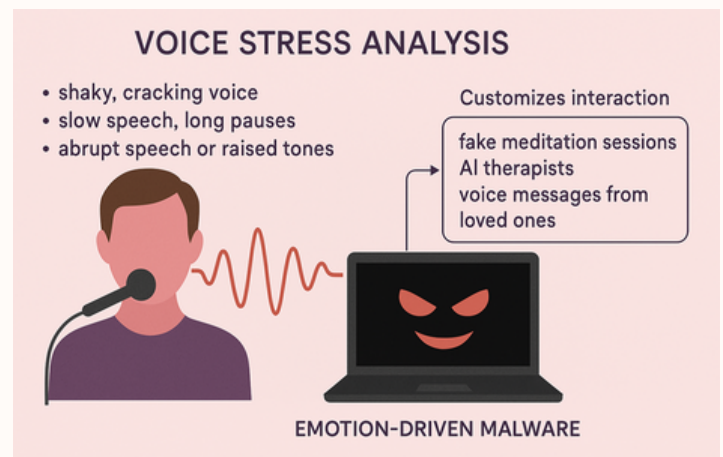 VOICE STRESS ANALYSIS
• shaky, cracking voice
• slow speech, long pauses
• abrupt speech or raised tones
Customizes interaction
fake meditation sessions
AI therapists
voice messages from
loved ones
EMOTION-DRIVEN MALWARE